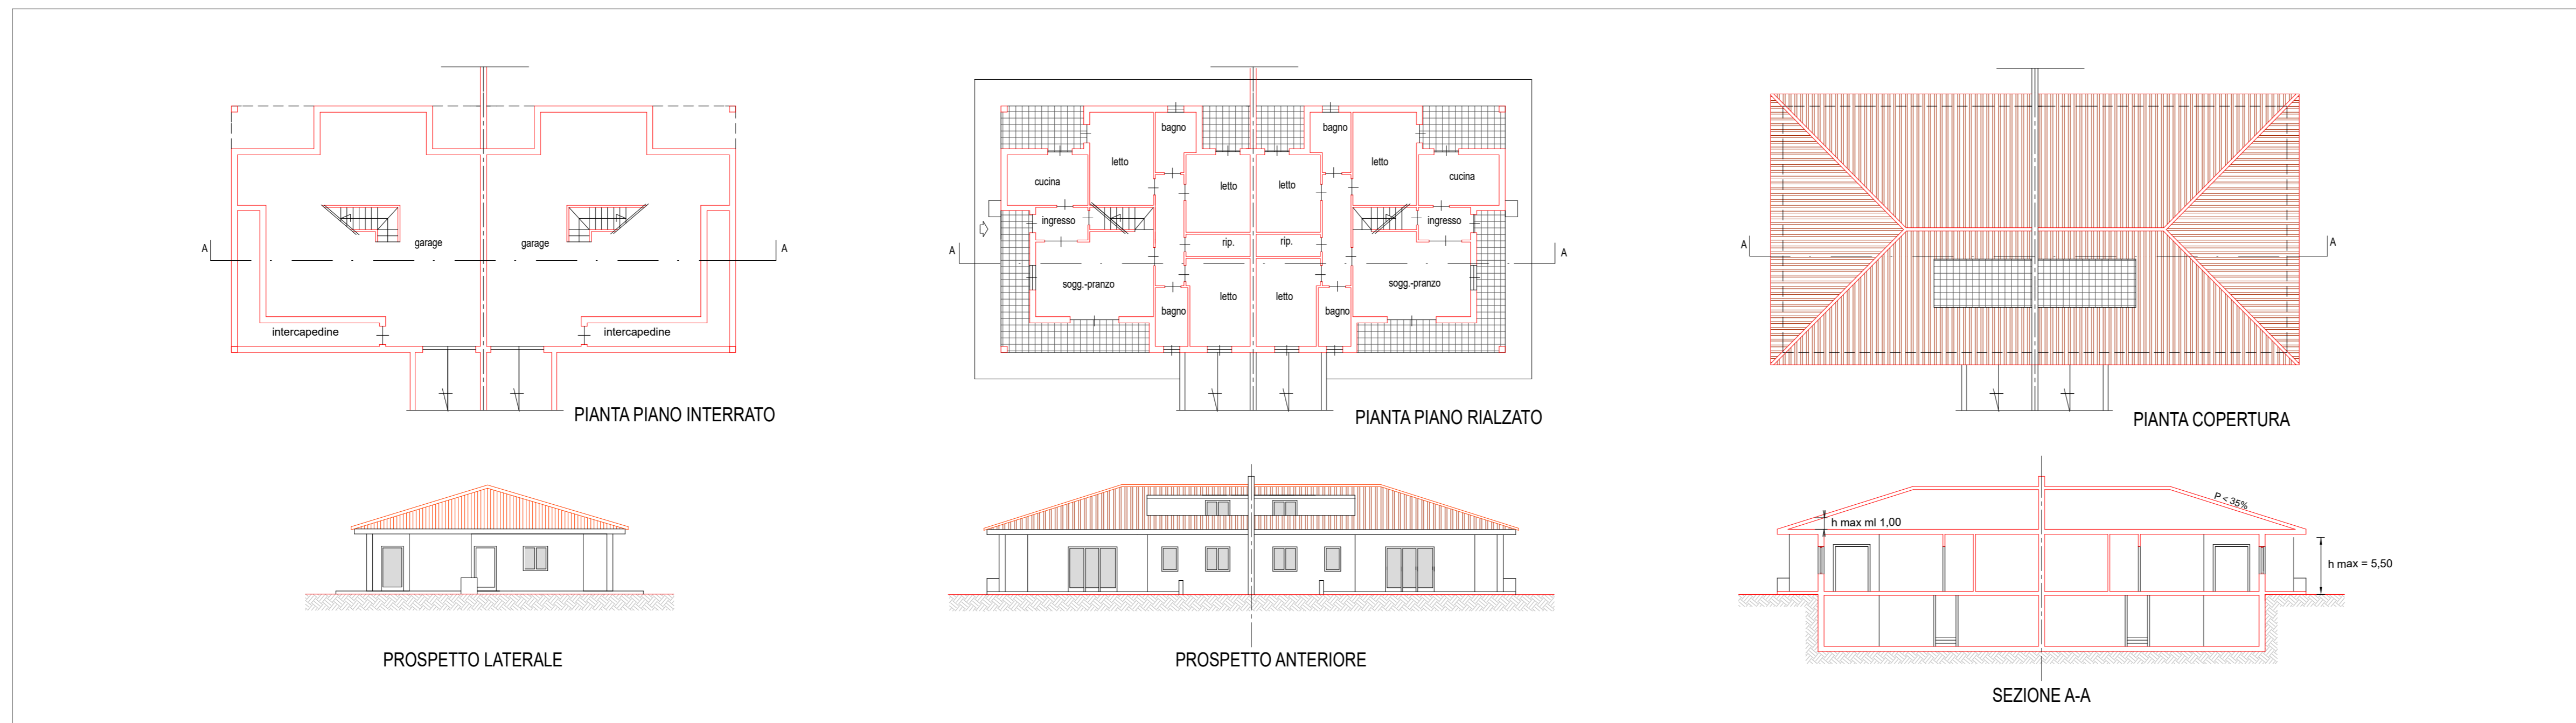 A
garage
garage
A
intercapedine
intercapedine
PIANTA PIANO INTERRATO
bagno
bagno
letto
letto
cucina
letto
letto
cucina
ingresso
ingresso
rip.
rip.
A
A
sogg.-pranzo
sogg.-pranzo
letto
letto
bagno
bagno
PIANTA PIANO RIALZATO
A
A
PIANTA COPERTURA
PROSPETTO LATERALE
PROSPETTO ANTERIORE
P < 35%
h max ml 1,00
h max = 5,50
SEZIONE A-A